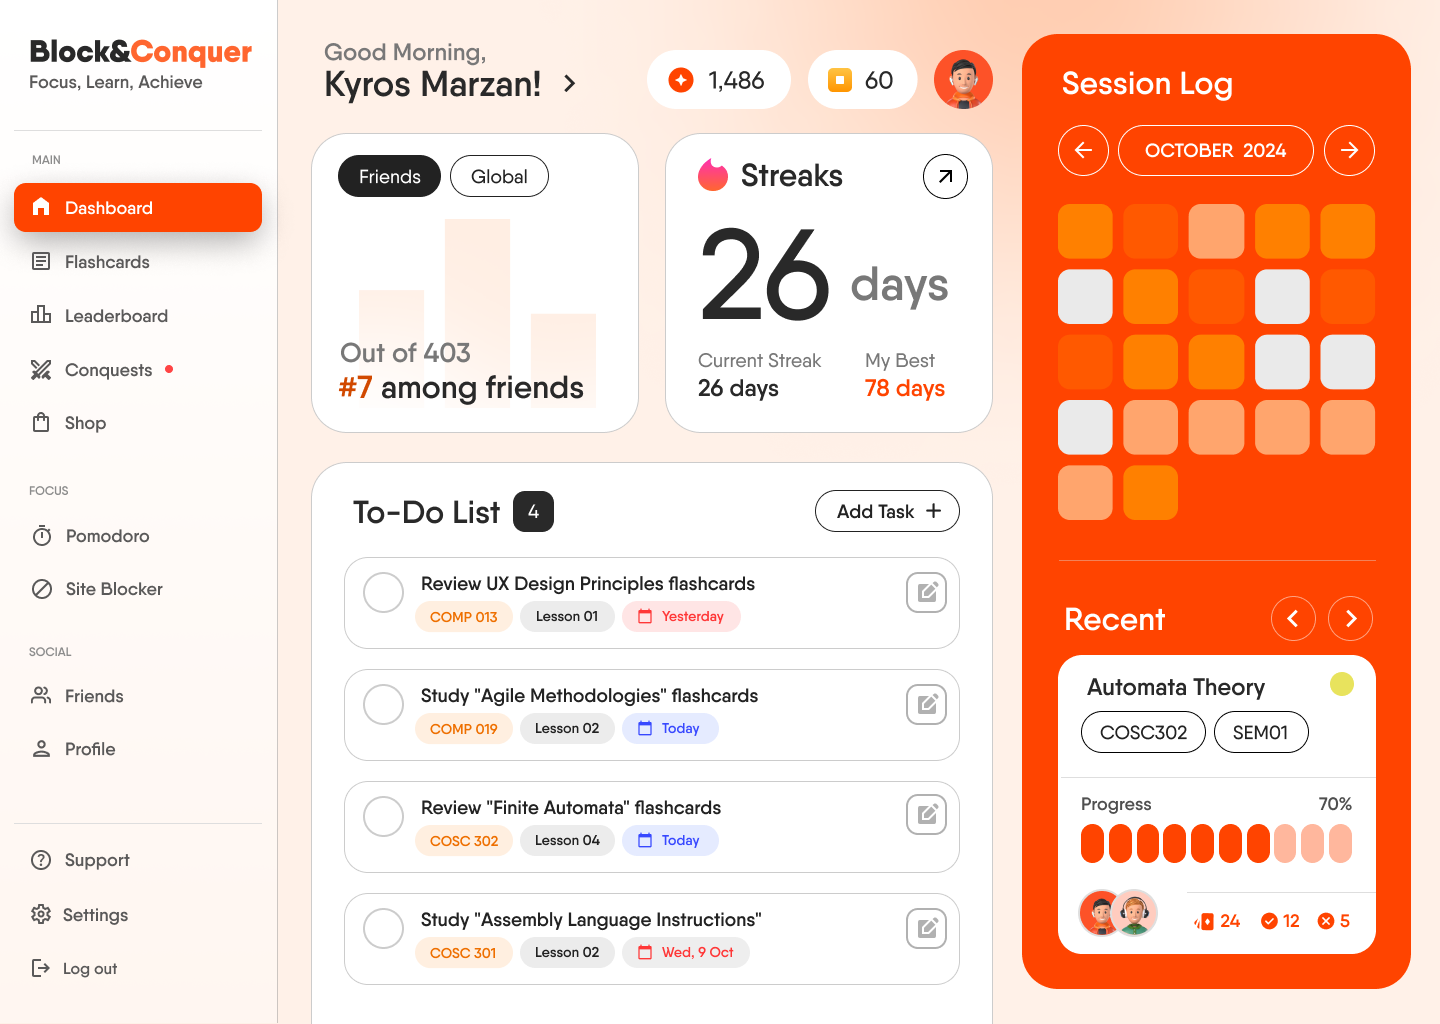 Block&Conquer
Focus, Learn, Achieve
MAIN
Dashboard
Flashcards
Leaderboard
Conquests
Shop
FOCUS
Pomodoro
Site Blocker
SOCIAL
Friends
Profile
Support
Settings
Log out
Good Morning,
Kyros Marzan!
1,486
60
Friends
Global
Out of 403
#7 among friends
Streaks
26 days
Current Streak
26 days
My Best
78 days
To-Do List 4
Add Task
Review UX Design Principles flashcards
COMP 013
Lesson 01
Yesterday
Study "Agile Methodologies" flashcards
COMP 019
Lesson 02
Today
Review "Finite Automata" flashcards
COSC 302
Lesson 04
Today
Study "Assembly Language Instructions"
COSC 301
Lesson 02
Wed, 9 Oct
Session Log
OCTOBER 2024
Recent
Automata Theory
COSC302
SEM01
Progress
70%
24
12
5